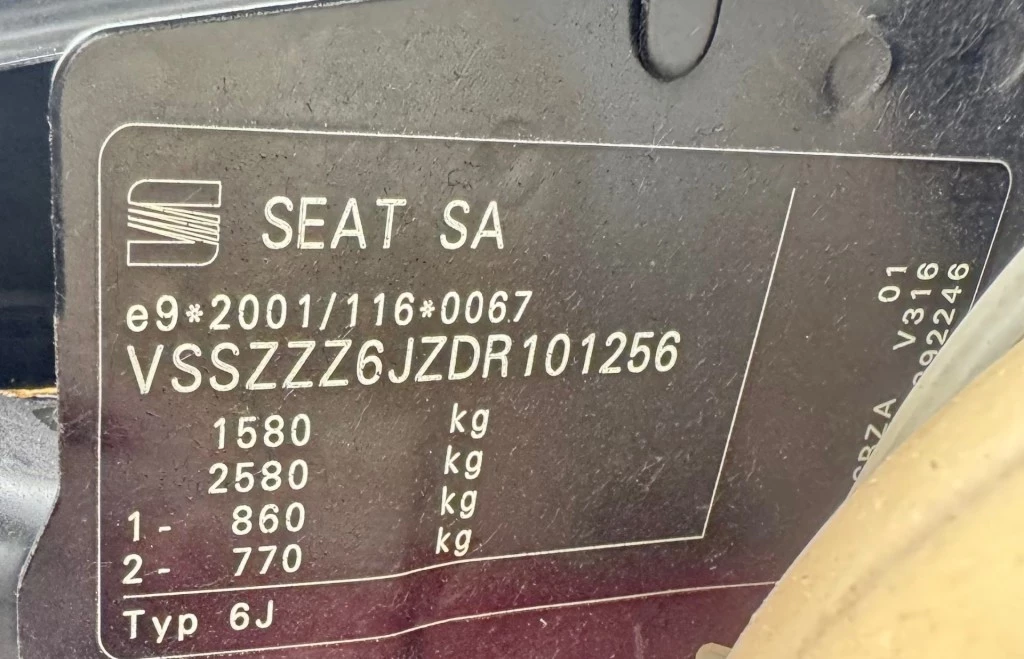 SEAT SA
e9*2001/116*0067
VSSZZZ6JZDR101256
1580 kg
2580 kg
1- 860 kg
2- 770 kg
Typ 6J
01
V316